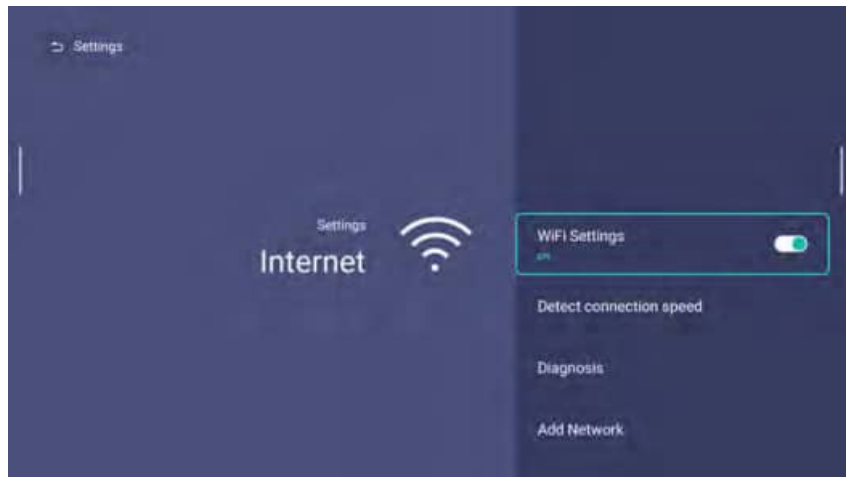 Settings
Settings
Internet
WiFi Settings
Detect connection speed
Diagnosis
Add Network